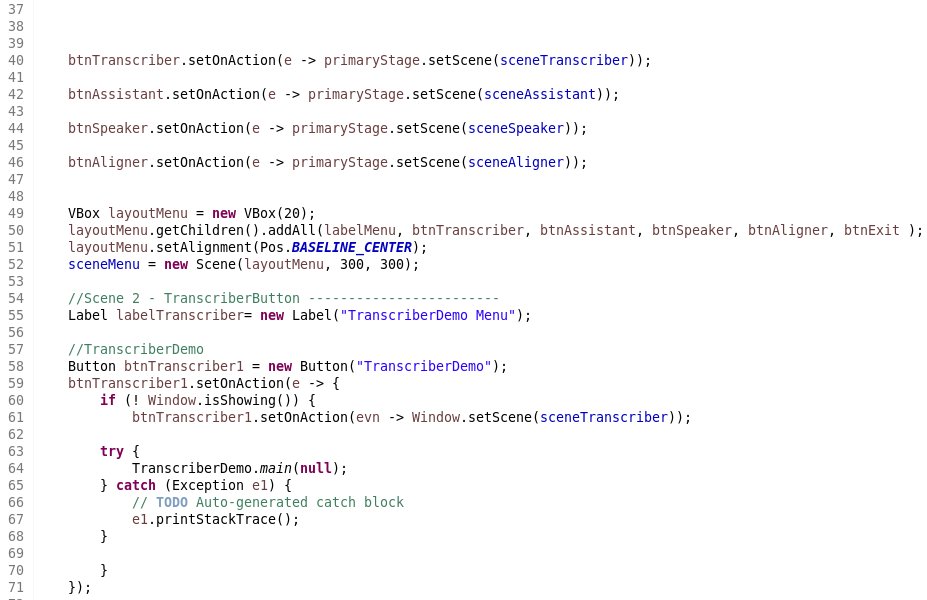 37
38
39
40 btnTranscriber.setOnAction(e -> primaryStage.setScene(sceneTranscriber));
41
42 btnAssistant.setOnAction(e -> primaryStage.setScene(sceneAssistant));
43
44 btnSpeaker.setOnAction(e -> primaryStage.setScene(sceneSpeaker));
45
46 btnAligner.setOnAction(e -> primaryStage.setScene(sceneAligner));
47
48
49 VBox layoutMenu = new VBox(20);
50 layoutMenu.getChildren().addAll(labelMenu, btnTranscriber, btnAssistant, btnSpeaker, btnAligner, btnExit );
51 layoutMenu.setAlignment(Pos.BASELINE_CENTER);
52 sceneMenu = new Scene(layoutMenu, 300, 300);
53
54 //Scene 2 - TranscriberButton ------------------------
55 Label labelTranscriber= new Label("TranscriberDemo Menu");
56
57 //TranscriberDemo
58 Button btnTranscriber1 = new Button("TranscriberDemo");
59 btnTranscriber1.setOnAction(e -> {
60 if (! Window.isShowing()) {
61 btnTranscriber1.setOnAction(evn -> Window.setScene(sceneTranscriber));
62
63 try {
64 TranscriberDemo.main(null);
65 } catch (Exception e1) {
66 // TODO Auto-generated catch block
67 e1.printStackTrace();
68 }
69
70 }
71 });